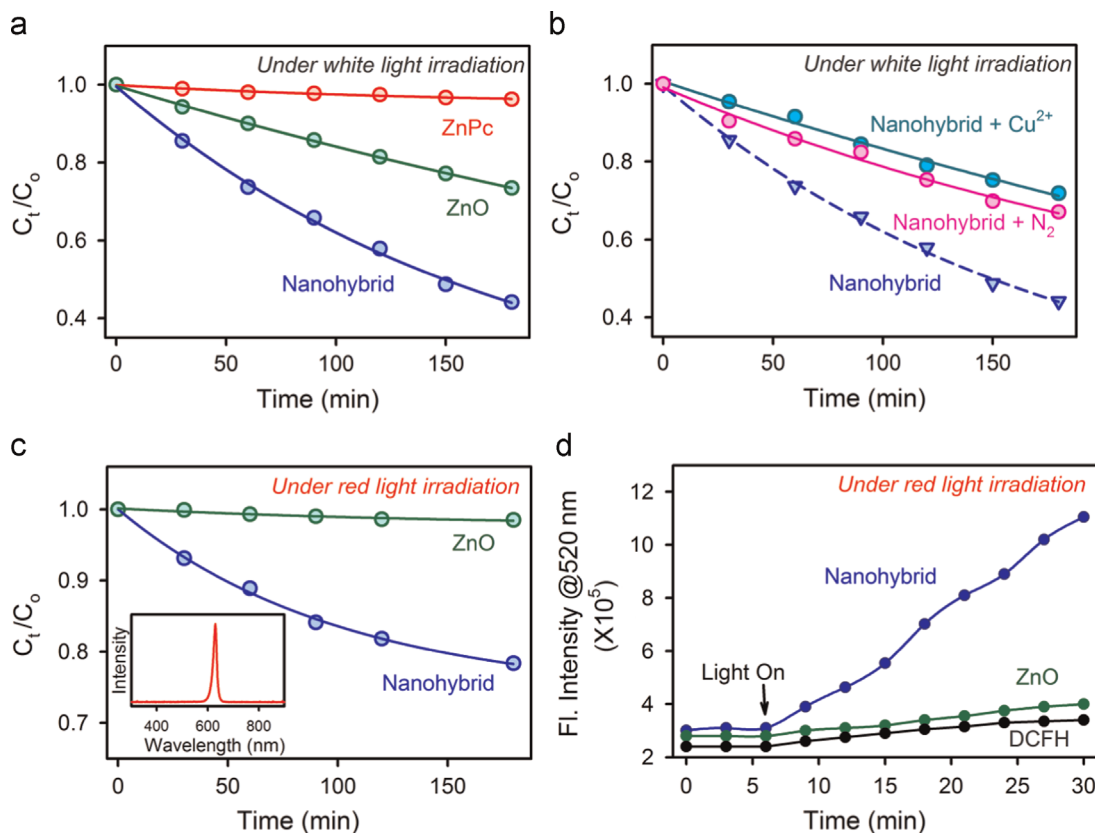 a
Under white light irradiation
1.0
0.8
0.6
0.4
ZnPc
ZnO
Nanohybrid
Cₜ/Cₒ
0
50
100
150
Time (min)
b
Under white light irradiation
1.0
0.8
0.6
0.4
Nanohybrid + Cu²⁺
Nanohybrid + N₂
Nanohybrid
Cₜ/Cₒ
0
50
100
150
Time (min)
c
Under red light irradiation
1.0
0.9
0.8
0.7
ZnO
Nanohybrid
Cₜ/Cₒ
Intensity
400
600
800
Wavelength (nm)
0
50
100
150
Time (min)
d
Under red light irradiation
12
10
8
6
4
2
Nanohybrid
Light On
ZnO
DCFH
Fl. Intensity @520 nm
(X10⁵)
0
5
10
15
20
25
30
Time (min)